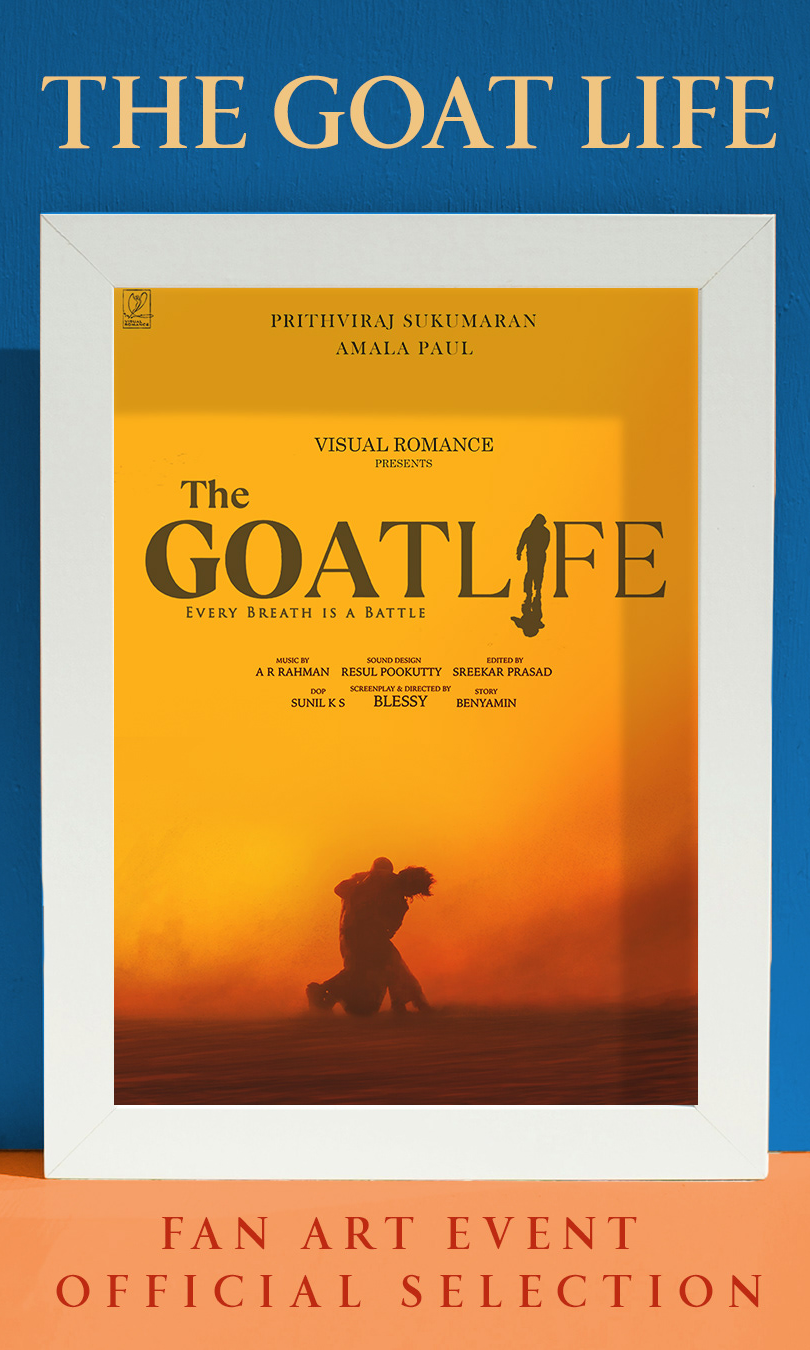 THE GOAT LIFE
VISUAL
ROMANCE
PRITHVIRAJ SUKUMARAN
AMALA PAUL
VISUAL ROMANCE
PRESENTS
The
GOATLIFE
EVERY BREATH IS A BATTLE
MUSIC BY SOUND DESIGN EDITED BY
A R RAHMAN RESUL POOKUTTY SREEKAR PRASAD
DOP SCREENPLAY & DIRECTED BY STORY
SUNIL K S BLESSY BENYAMIN
FAN ART EVENT
OFFICIAL SELECTION